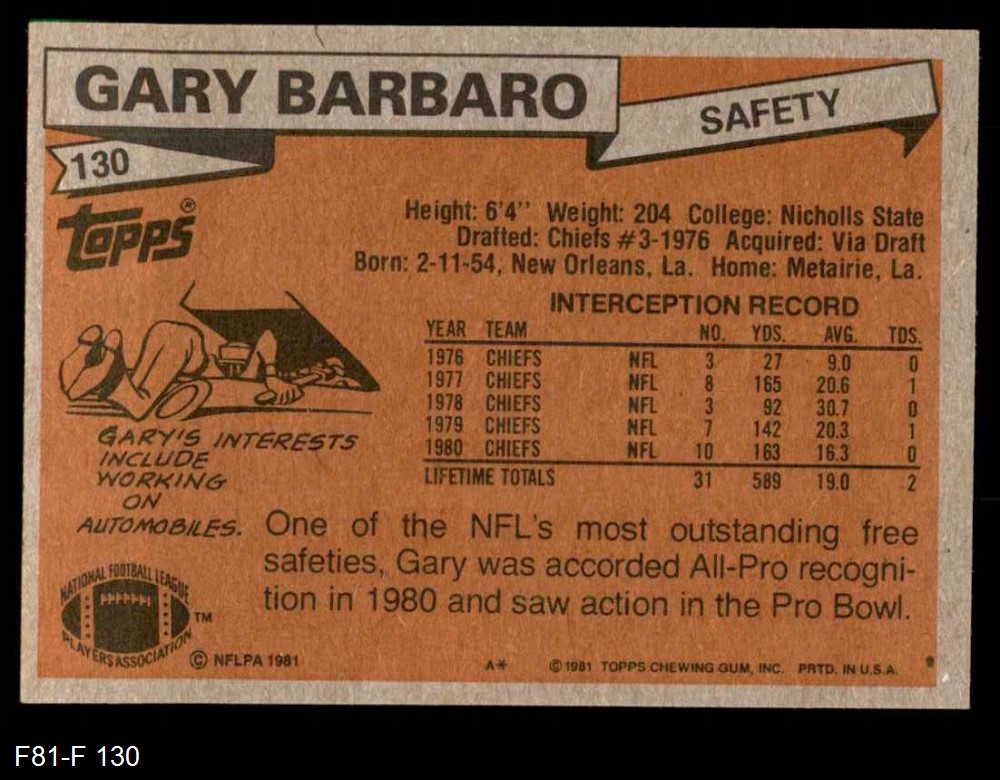 GARY BARBARO
SAFETY
130
TOPPS®
Height: 6'4" Weight: 204 College: Nicholls State
Drafted: Chiefs #3-1976 Acquired: Via Draft
Born: 2-11-54, New Orleans, La. Home: Metairie, La.
INTERCEPTION RECORD
YEAR TEAM NO. YDS. AVG. TDS.
1976 CHIEFS NFL 3 27 9.0 0
1977 CHIEFS NFL 8 165 20.6 1
1978 CHIEFS NFL 3 92 30.7 0
1979 CHIEFS NFL 7 142 20.3 1
1980 CHIEFS NFL 10 163 16.3 0
LIFETIME TOTALS 31 589 19.0 2
GARY'S INTERESTS
INCLUDE
WORKING
ON
AUTOMOBILES.
One of the NFL's most outstanding free
safeties, Gary was accorded All-Pro recogni-
tion in 1980 and saw action in the Pro Bowl.
NATIONAL FOOTBALL LEAGUE
PLAYERS ASSOCIATION
TM
© NFLPA 1981
A*
© 1981 TOPPS CHEWING GUM, INC. PRTD. IN U.S.A.
F81-F 130